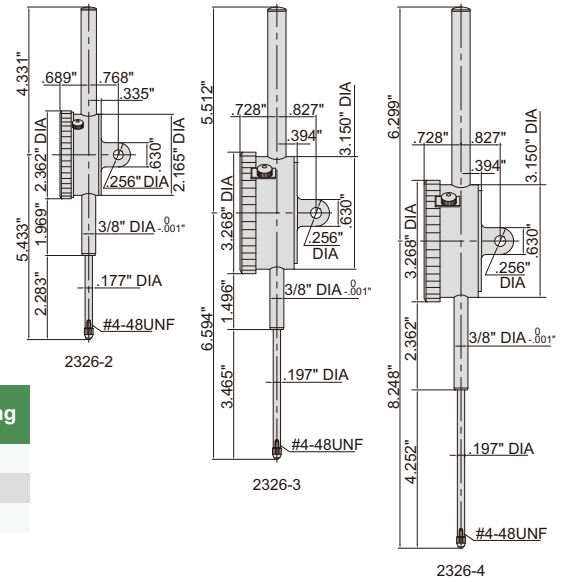 4.331"
.689"
.768"
.335"
2.362" DIA
.630"
2.165" DIA
.256" DIA
5.433"
1.969"
3/8" DIA 0 -.001"
2.283"
.177" DIA
#4-48UNF
2326-2
5.512"
.728"
.827"
.394"
3.150" DIA
3.268" DIA
.630"
.256"
DIA
6.594"
1.496"
3/8" DIA 0 -.001"
3.465"
.197" DIA
#4-48UNF
2326-3
6.299"
.728"
.827"
.394"
3.150" DIA
3.268" DIA
.630"
.256"
DIA
8.248"
2.362"
3/8" DIA 0 -.001"
4.252"
.197" DIA
#4-48UNF
2326-4